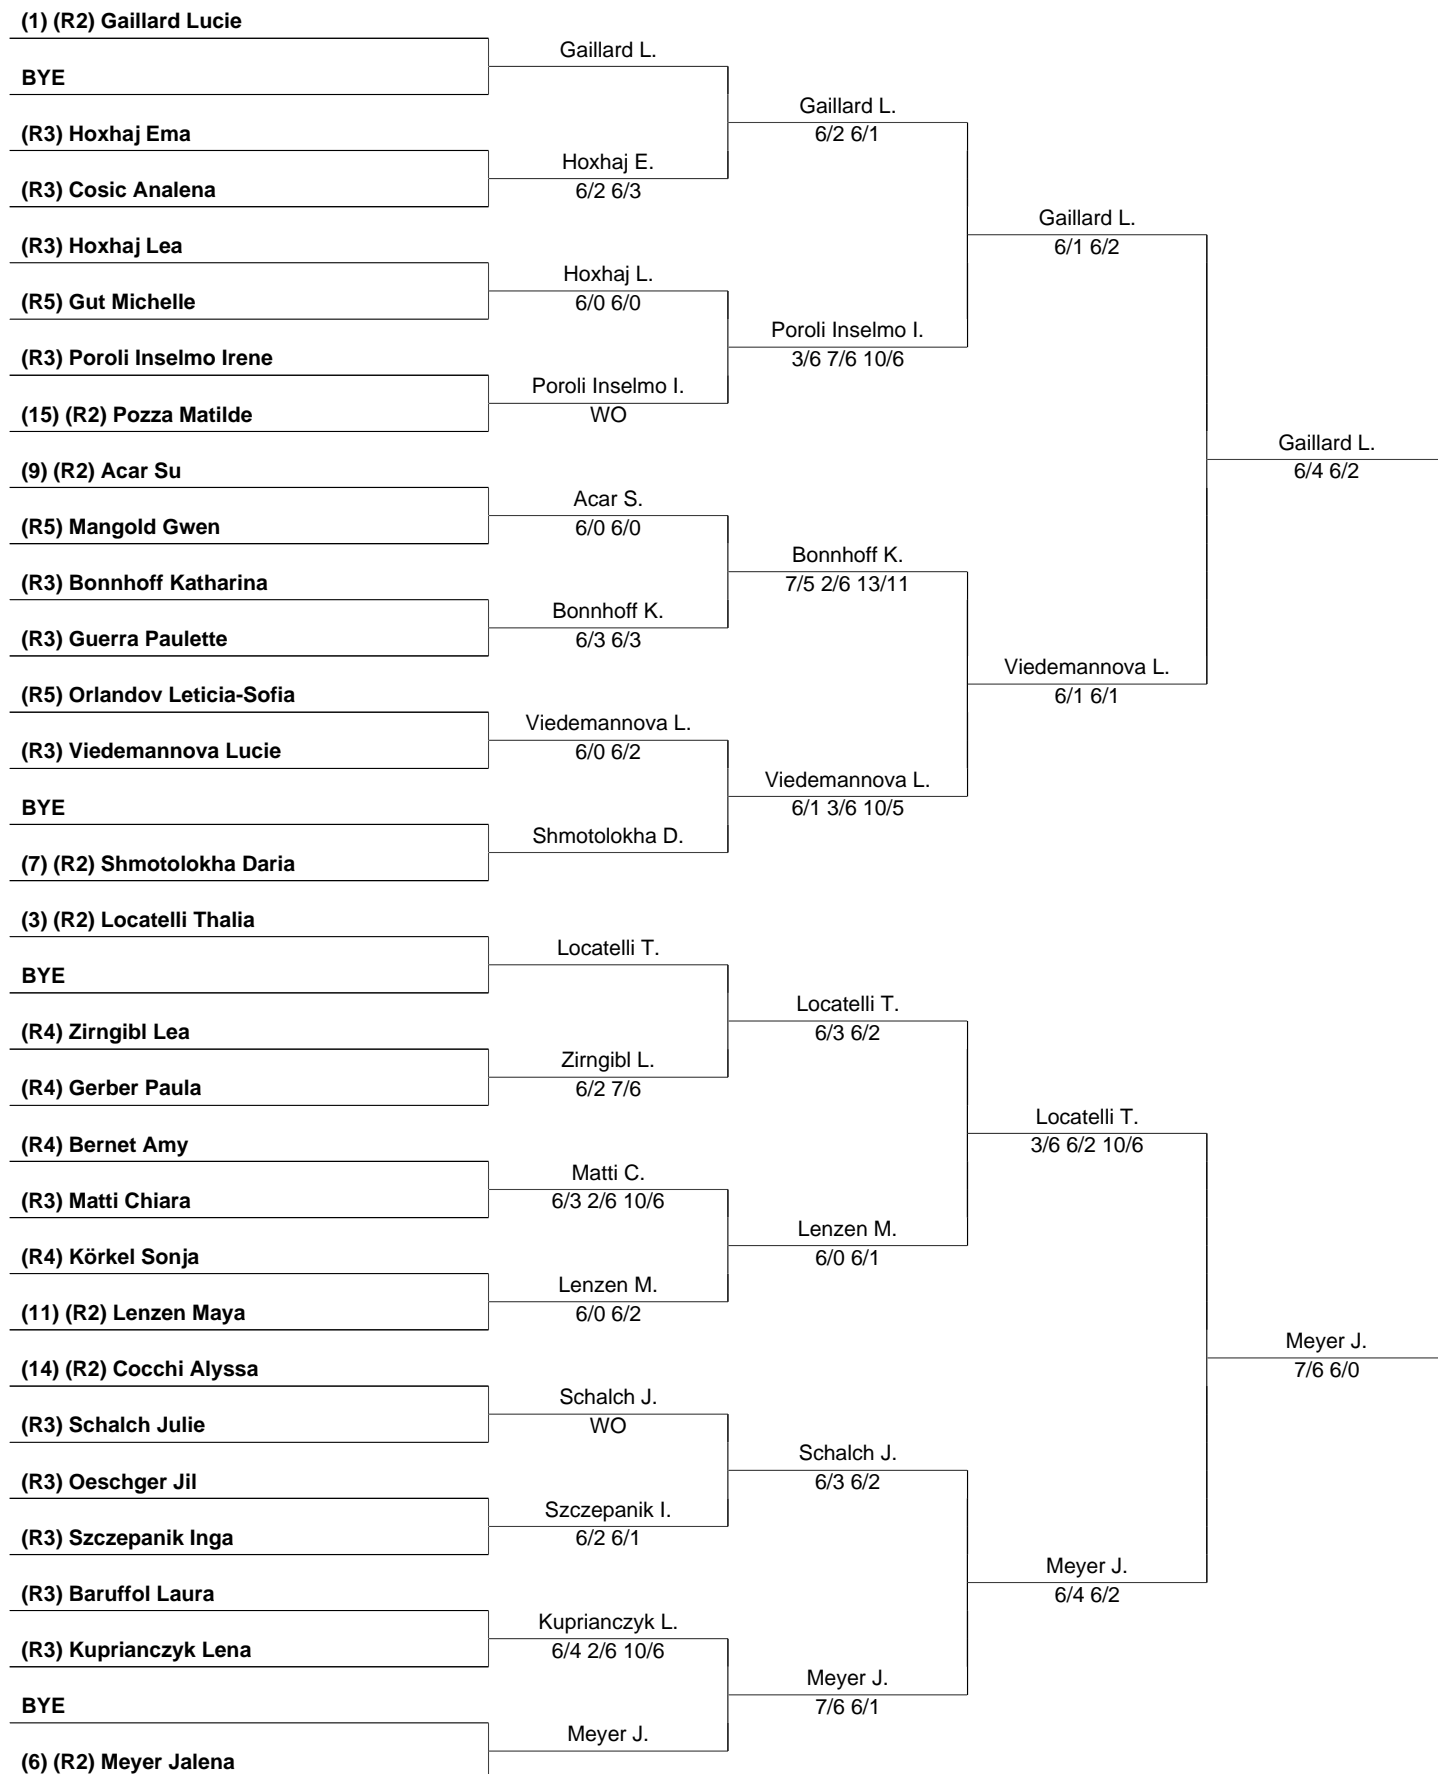 (1) (R2) Gaillard Lucie
Gaillard L.
BYE
Gaillard L.
6/2 6/1
(R3) Hoxhaj Ema
Hoxhaj E.
6/2 6/3
(R3) Cosic Analena
Gaillard L.
6/1 6/2
(R3) Hoxhaj Lea
Hoxhaj L.
6/0 6/0
(R5) Gut Michelle
Poroli Inselmo I.
3/6 7/6 10/6
(R3) Poroli Inselmo Irene
Poroli Inselmo I.
WO
(15) (R2) Pozza Matilde
Gaillard L.
6/4 6/2
(9) (R2) Acar Su
Acar S.
6/0 6/0
(R5) Mangold Gwen
Bonnhoff K.
7/5 2/6 13/11
(R3) Bonnhoff Katharina
Bonnhoff K.
6/3 6/3
(R3) Guerra Paulette
Viedemannova L.
6/1 6/1
(R5) Orlandov Leticia-Sofia
Viedemannova L.
6/0 6/2
(R3) Viedemannova Lucie
Viedemannova L.
6/1 3/6 10/5
BYE
Shmotolokha D.
(7) (R2) Shmotolokha Daria
(3) (R2) Locatelli Thalia
Locatelli T.
BYE
Locatelli T.
6/3 6/2
(R4) Zirngibl Lea
Zirngibl L.
6/2 7/6
(R4) Gerber Paula
Locatelli T.
3/6 6/2 10/6
(R4) Bernet Amy
Matti C.
6/3 2/6 10/6
(R3) Matti Chiara
Lenzen M.
6/0 6/1
(R4) Körkel Sonja
Lenzen M.
6/0 6/2
(11) (R2) Lenzen Maya
Meyer J.
7/6 6/0
(14) (R2) Cocchi Alyssa
Schalch J.
WO
(R3) Schalch Julie
Schalch J.
6/3 6/2
(R3) Oeschger Jil
Szczepanik I.
6/2 6/1
(R3) Szczepanik Inga
Meyer J.
6/4 6/2
(R3) Baruffol Laura
Kuprianczyk L.
6/4 2/6 10/6
(R3) Kuprianczyk Lena
Meyer J.
7/6 6/1
BYE
Meyer J.
(6) (R2) Meyer Jalena